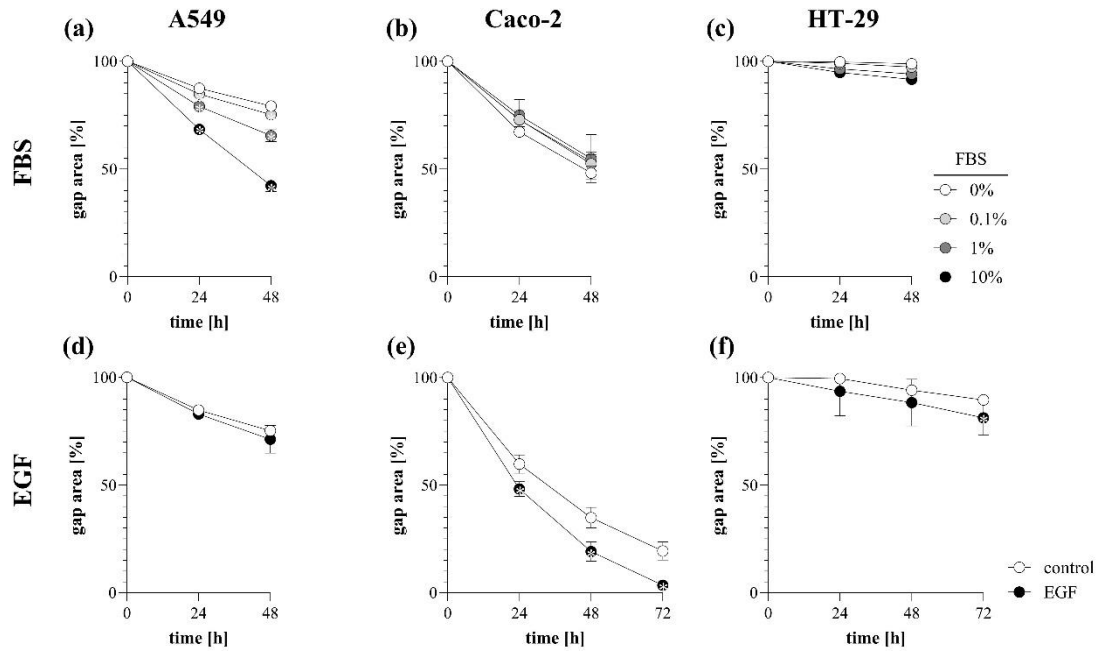 A549
Caco-2
HT-29
(a)
(b)
(c)
FBS
gap area [%]
100
50
0
0
24
48
time [h]
gap area [%]
100
50
0
0
24
48
time [h]
gap area [%]
100
50
0
0
24
48
time [h]
FBS
0%
0.1%
1%
10%
(d)
(e)
(f)
EGF
gap area [%]
100
50
0
0
24
48
time [h]
gap area [%]
100
50
0
0
24
48
72
time [h]
gap area [%]
100
50
0
0
24
48
72
time [h]
control
EGF